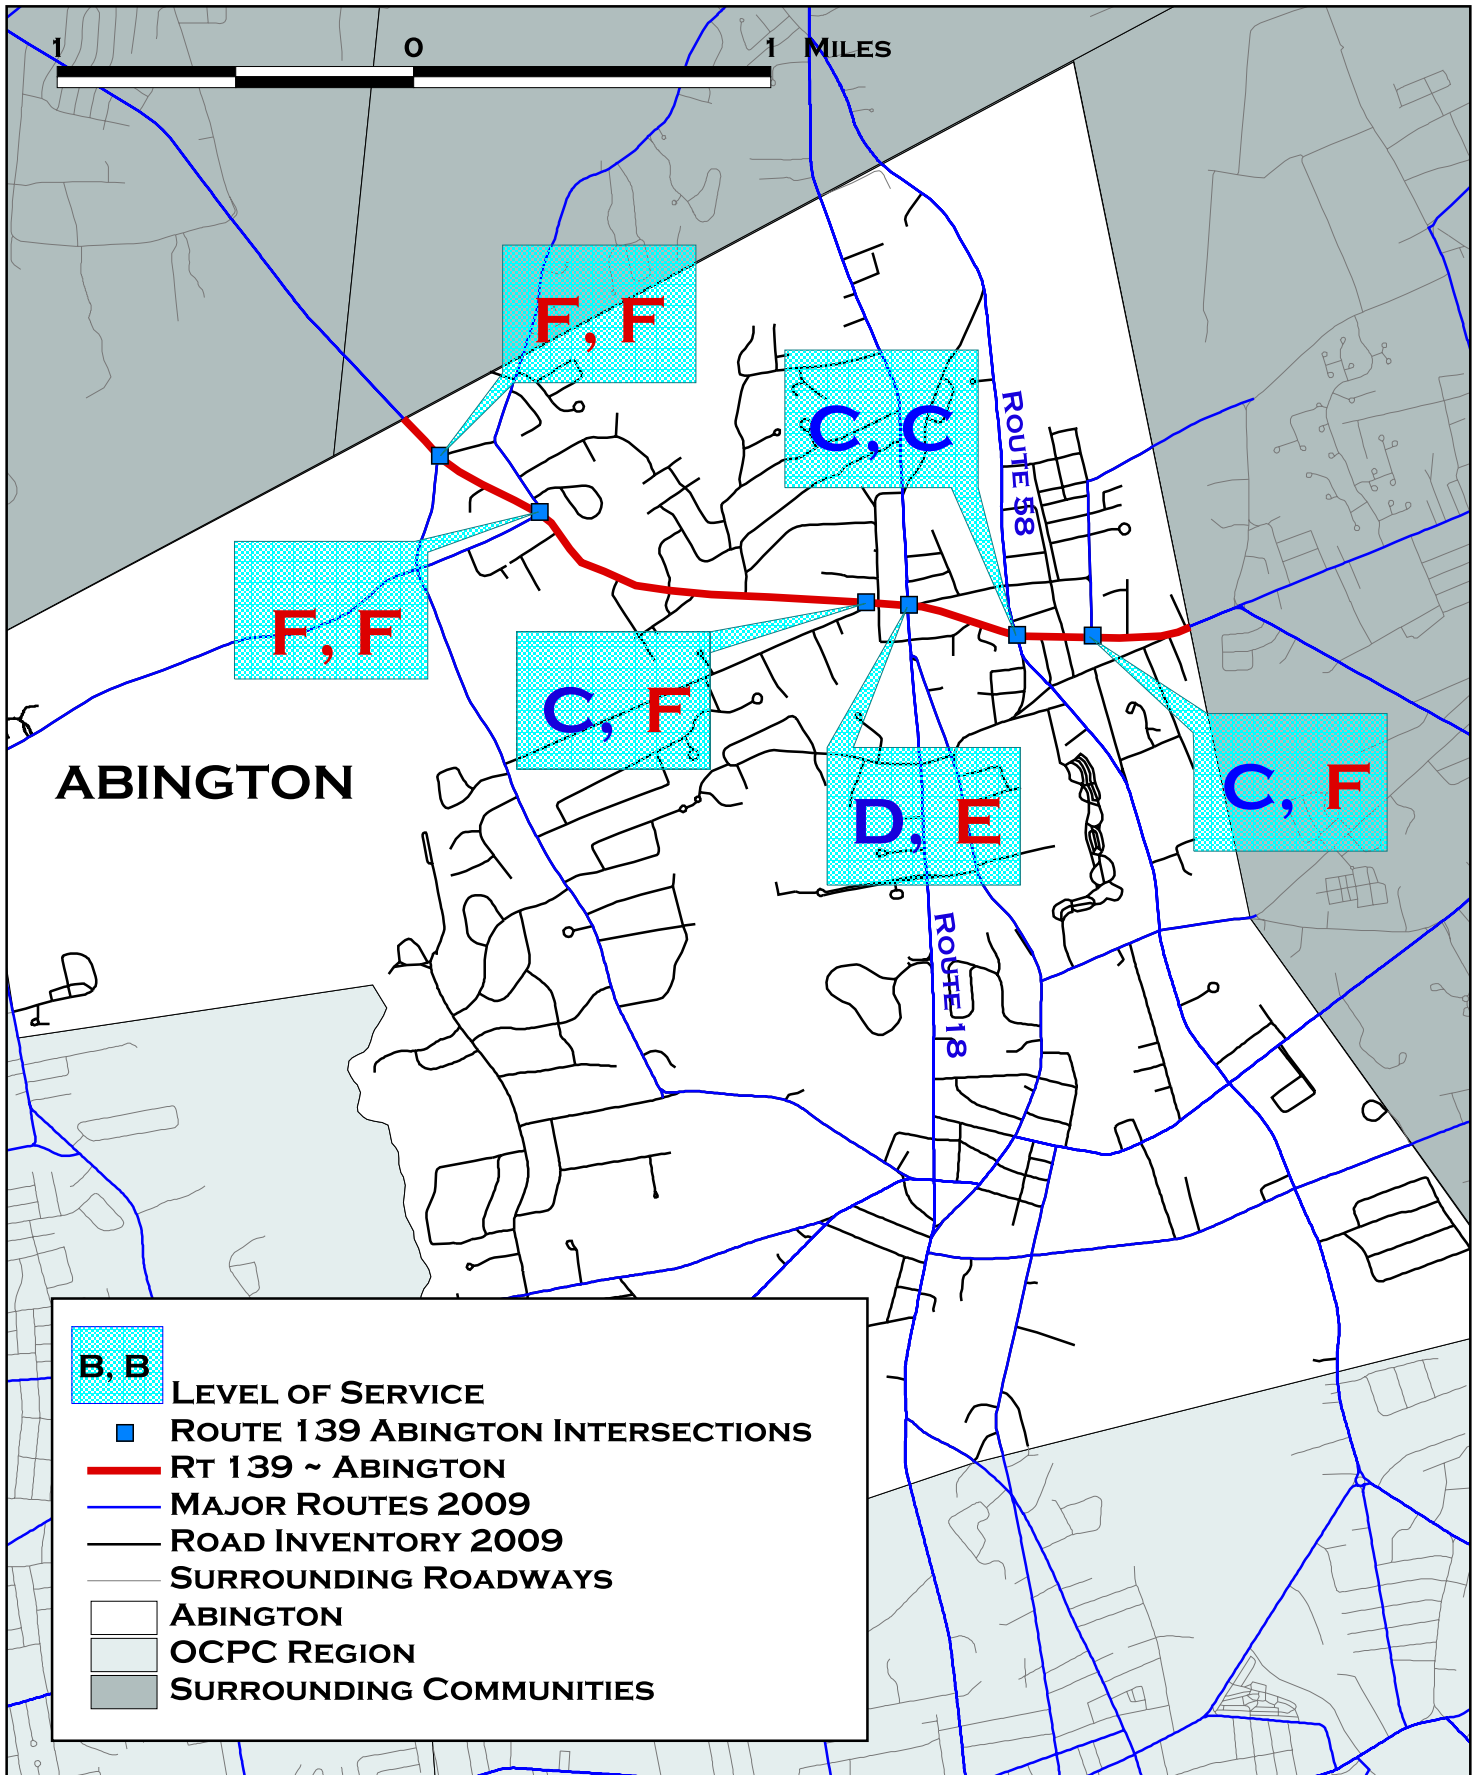 1 0 1 MILES
F, F
C, C
ROUTE 58
F, F
C, F
D, E
C, F
ABINGTON
ROUTE 18
B, B
LEVEL OF SERVICE
ROUTE 139 ABINGTON INTERSECTIONS
RT 139 ~ ABINGTON
MAJOR ROUTES 2009
ROAD INVENTORY 2009
SURROUNDING ROADWAYS
ABINGTON
OCPC REGION
SURROUNDING COMMUNITIES